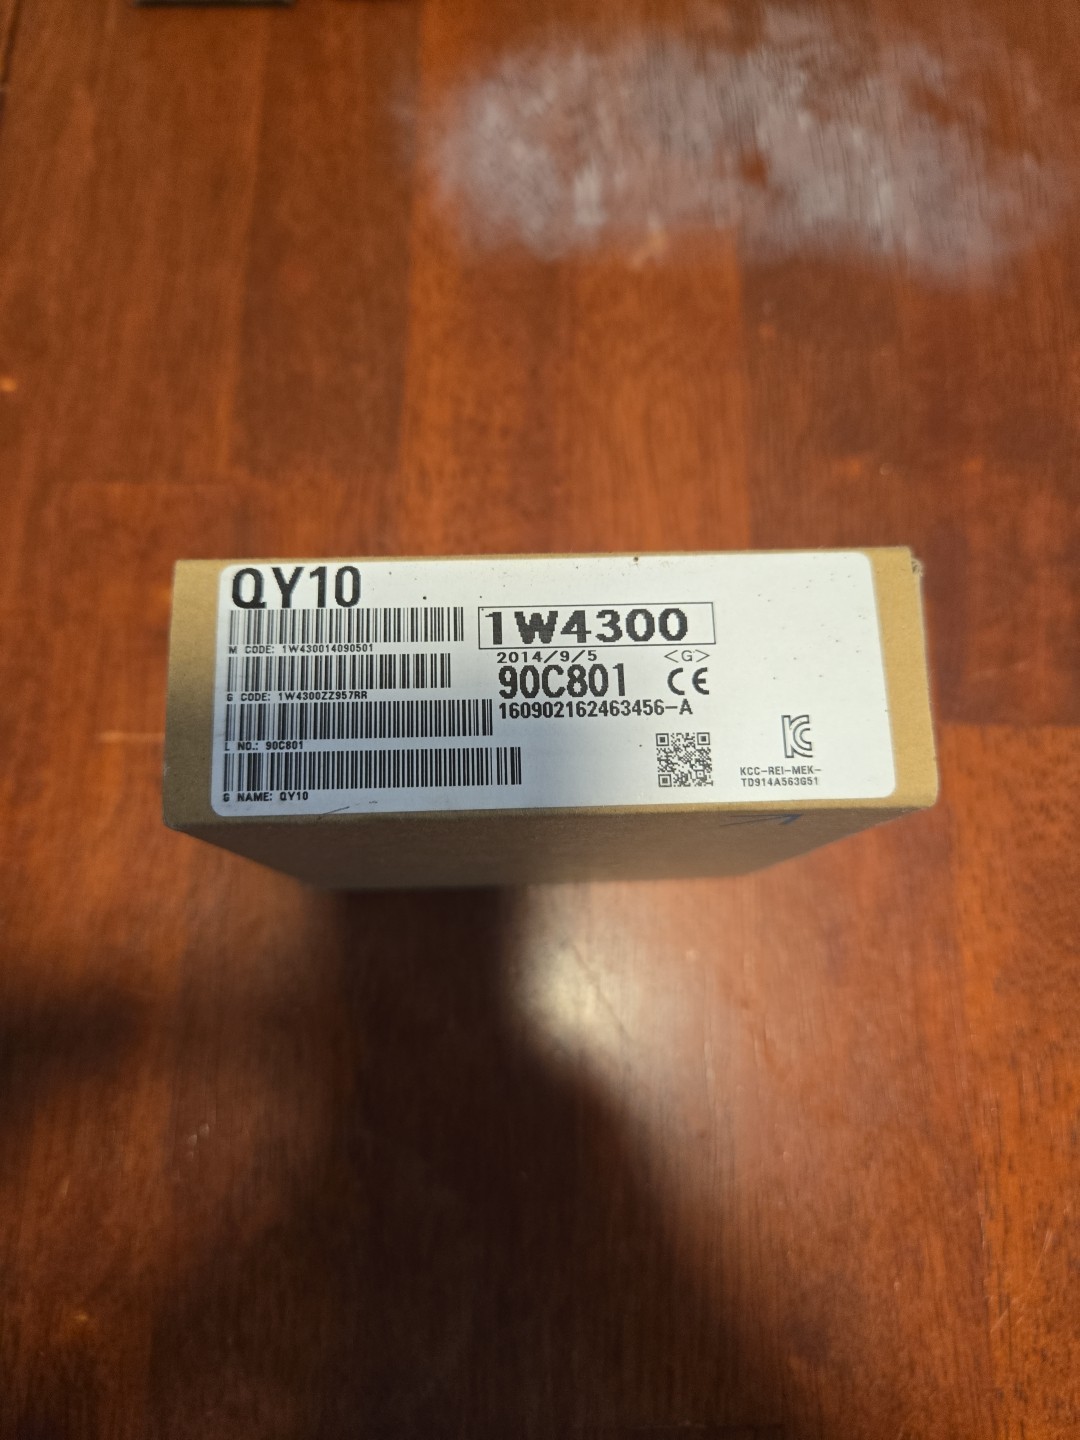 QY10
M CODE: 1W430014090501
1W4300
2014/9/5 <G>
G CODE: 1W4300ZZ957RR
90C801 CE
160902162463456-A
L NO.: 90C801
G NAME: QY10
KCC-REI-MEK-
TD914A563G51